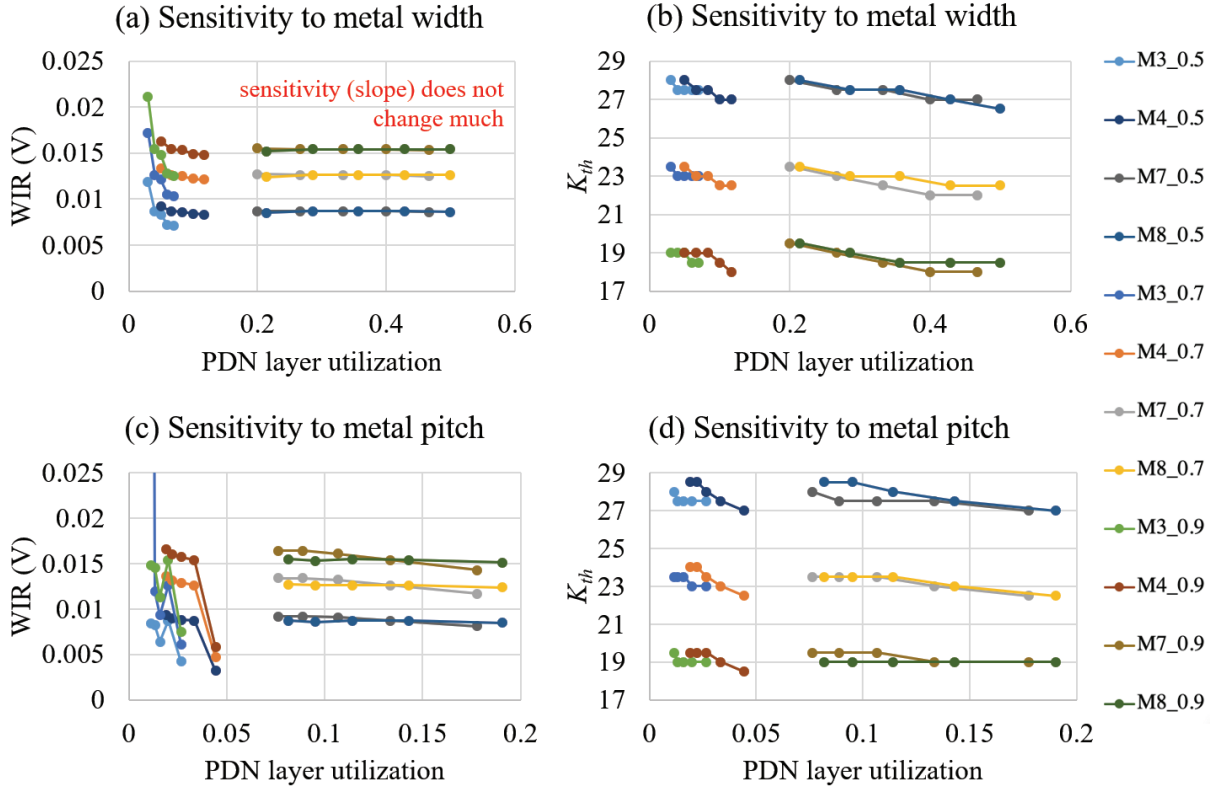 (a) Sensitivity to metal width
0.025
0.02
0.015
0.01
0.005
0
WIR (V)
sensitivity (slope) does not
change much
0
0.2
0.4
0.6
PDN layer utilization
(b) Sensitivity to metal width
29
27
25
23
21
19
17
K_th
0
0.2
0.4
0.6
PDN layer utilization
(c) Sensitivity to metal pitch
0.025
0.02
0.015
0.01
0.005
0
WIR (V)
0
0.05
0.1
0.15
0.2
PDN layer utilization
(d) Sensitivity to metal pitch
29
27
25
23
21
19
17
K_th
0
0.05
0.1
0.15
0.2
PDN layer utilization
M3_0.5
M4_0.5
M7_0.5
M8_0.5
M3_0.7
M4_0.7
M7_0.7
M8_0.7
M3_0.9
M4_0.9
M7_0.9
M8_0.9